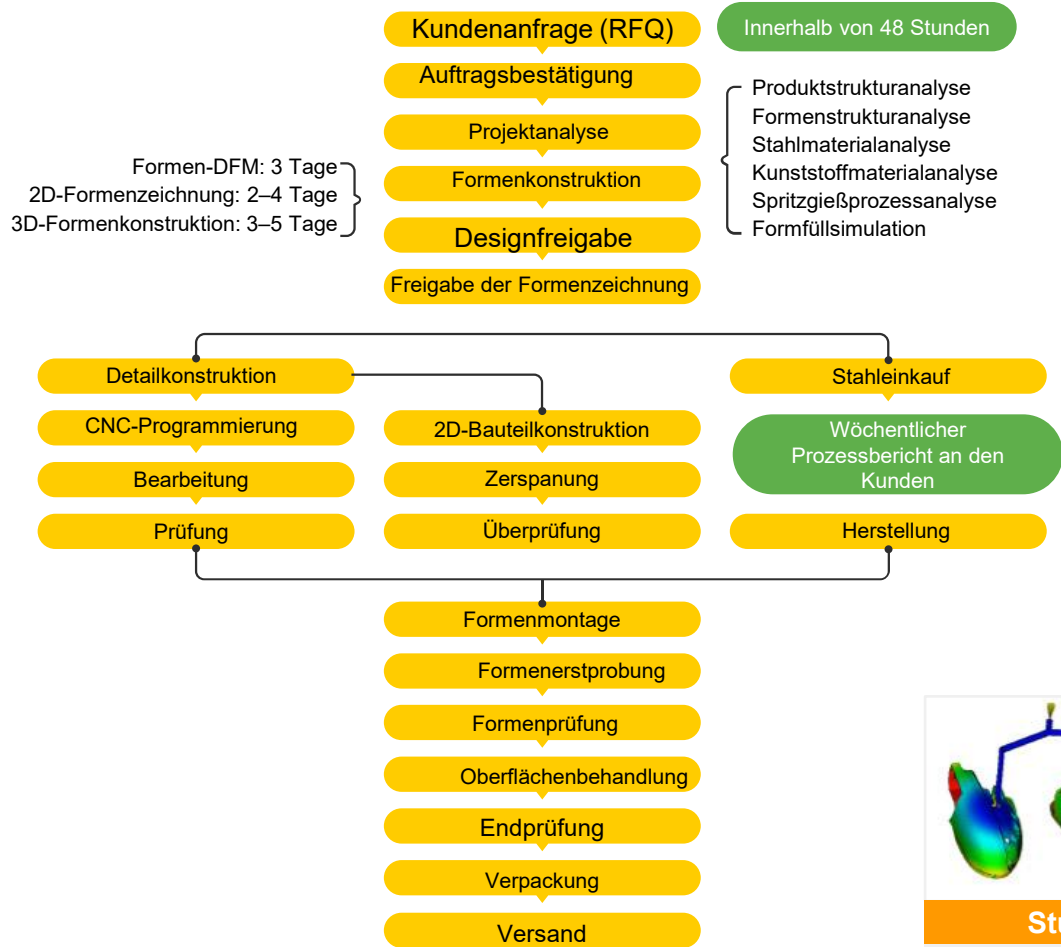 Kundenanfrage (RFQ)
Innerhalb von 48 Stunden
Auftragsbestätigung
Projektanalyse
Formenkonstruktion
Designfreigabe
Freigabe der Formenzeichnung
Formen-DFM: 3 Tage
2D-Formenzeichnung: 2–4 Tage
3D-Formenkonstruktion: 3–5 Tage
Produktstrukturanalyse
Formenstrukturanalyse
Stahlmaterialanalyse
Kunststoffmaterialanalyse
Spritzgießprozessanalyse
Formfüllsimulation
Detailkonstruktion
CNC-Programmierung
Bearbeitung
Prüfung
2D-Bauteilkonstruktion
Zerspanung
Überprüfung
Stahleinkauf
Wöchentlicher
Prozessbericht an den
Kunden
Herstellung
Formenmontage
Formenerstprobung
Formenprüfung
Oberflächenbehandlung
Endprüfung
Verpackung
Versand